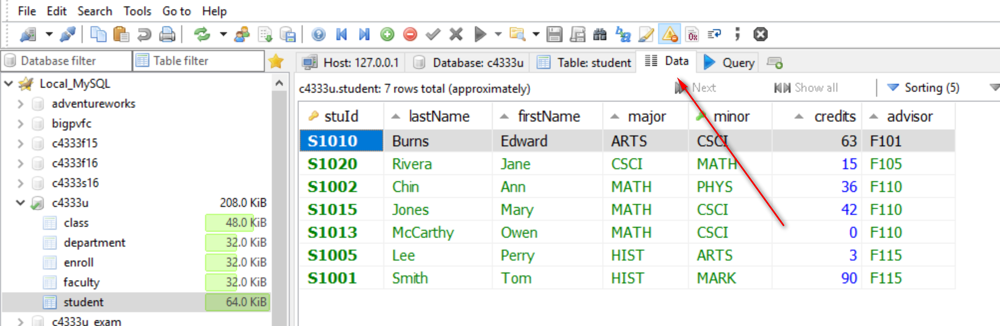 File Edit Search Tools Go to Help
Database filter Table filter
Host: 127.0.0.1 Database: c4333u Table: student Data Query
Local_MySQL
adventureworks
bigpvfc
c4333f15
c4333f16
c4333s16
c4333u 208.0 KiB
class 48.0 KiB
department 32.0 KiB
enroll 32.0 KiB
faculty 32.0 KiB
student 64.0 KiB
c4333u_exam
c4333u.student: 7 rows total (approximately) Next Show all Sorting (5)
stuId lastName firstName major minor credits advisor
S1010 Burns Edward ARTS CSCI 63 F101
S1020 Rivera Jane CSCI MATH 15 F105
S1002 Chin Ann MATH PHYS 36 F110
S1015 Jones Mary MATH CSCI 42 F110
S1013 McCarthy Owen MATH CSCI 0 F110
S1005 Lee Perry HIST ARTS 3 F115
S1001 Smith Tom HIST MARK 90 F115